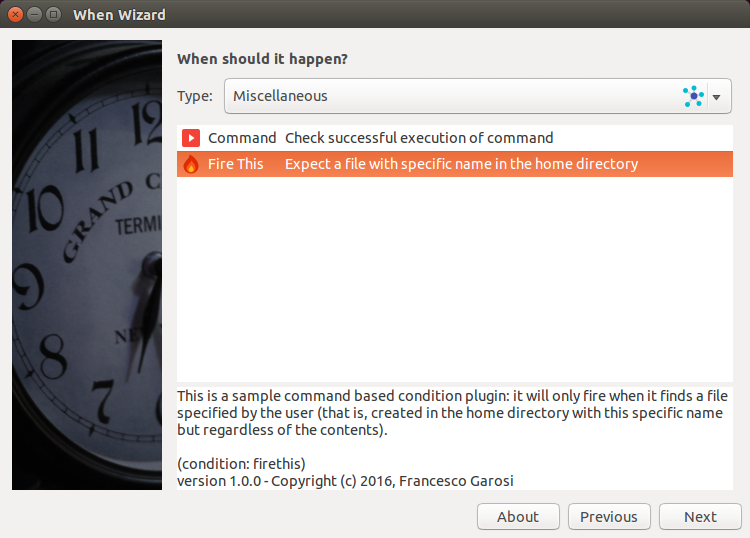 When Wizard
When should it happen?
Type: Miscellaneous
Command Check successful execution of command
Fire This Expect a file with specific name in the home directory
12
11
10
9
8
7
GRAND C
TERMI
NEW
This is a sample command based condition plugin: it will only fire when it finds a file
specified by the user (that is, created in the home directory with this specific name
but regardless of the contents).
(condition: firethis)
version 1.0.0 - Copyright (c) 2016, Francesco Garosi
About Previous Next